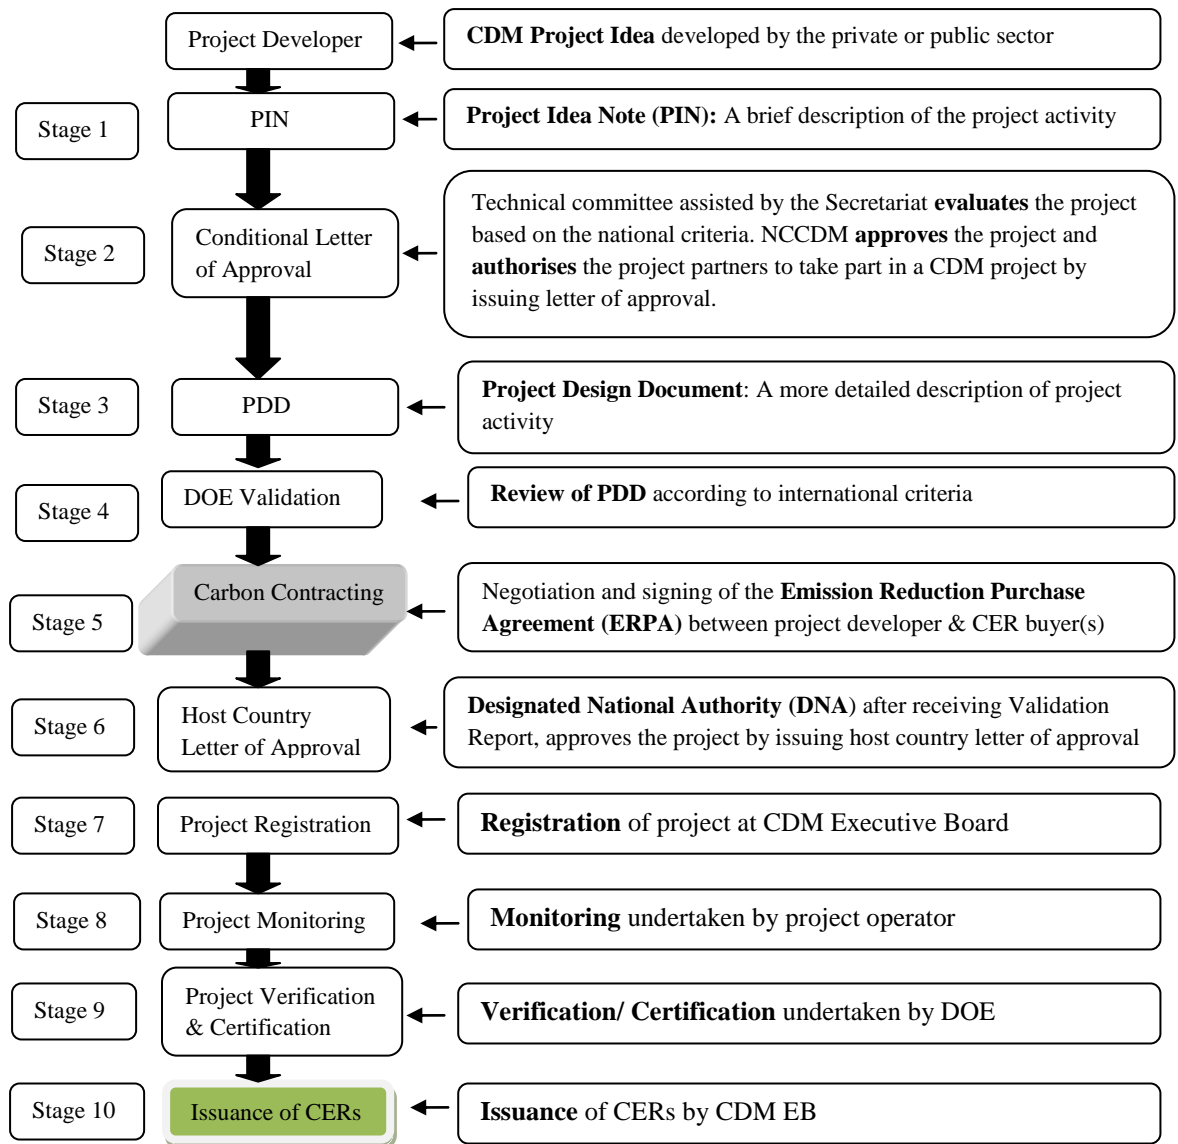 Project Developer
CDM Project Idea developed by the private or public sector
Stage 1
PIN
Project Idea Note (PIN): A brief description of the project activity
Stage 2
Conditional Letter
of Approval
Technical committee assisted by the Secretariat evaluates the project
based on the national criteria. NCCDM approves the project and
authorises the project partners to take part in a CDM project by
issuing letter of approval.
Stage 3
PDD
Project Design Document: A more detailed description of project
activity
Stage 4
DOE Validation
Review of PDD according to international criteria
Stage 5
Carbon Contracting
Negotiation and signing of the Emission Reduction Purchase
Agreement (ERPA) between project developer & CER buyer(s)
Stage 6
Host Country
Letter of Approval
Designated National Authority (DNA) after receiving Validation
Report, approves the project by issuing host country letter of approval
Stage 7
Project Registration
Registration of project at CDM Executive Board
Stage 8
Project Monitoring
Monitoring undertaken by project operator
Stage 9
Project Verification
& Certification
Verification/ Certification undertaken by DOE
Stage 10
Issuance of CERs
Issuance of CERs by CDM EB